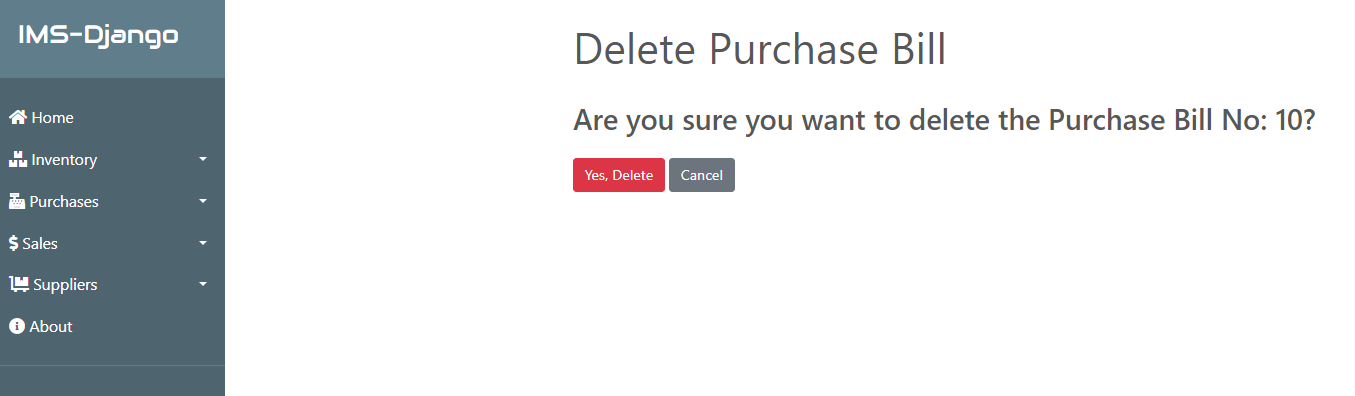 IMS-Django
Home
Inventory
Purchases
Sales
Suppliers
About
Delete Purchase Bill
Are you sure you want to delete the Purchase Bill No: 10?
Yes, Delete Cancel